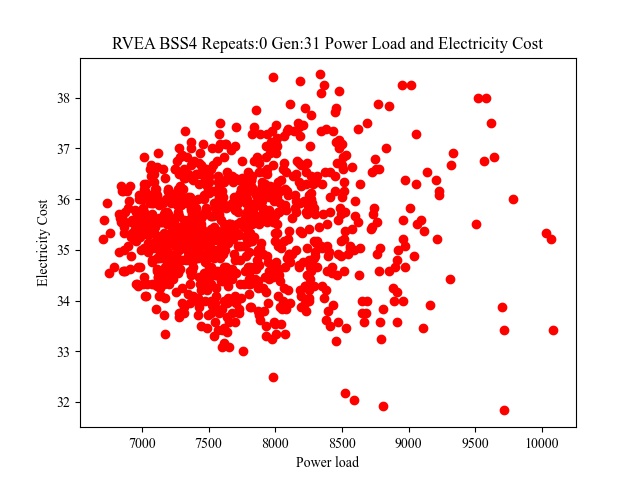 RVEA BSS4 Repeats:0 Gen:31 Power Load and Electricity Cost
38
37
36
35
34
33
32
Electricity Cost
7000 7500 8000 8500 9000 9500 10000
Power load